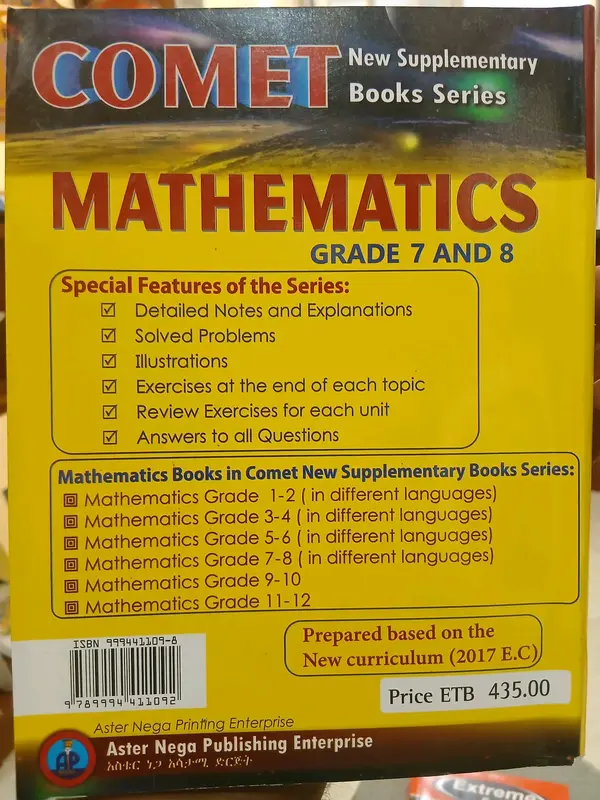 COMET
New Supplementary
Books Series
MATHEMATICS
GRADE 7 AND 8
Special Features of the Series:
Detailed Notes and Explanations
Solved Problems
Illustrations
Exercises at the end of each topic
Review Exercises for each unit
Answers to all Questions
Mathematics Books in Comet New Supplementary Books Series:
Mathematics Grade 1-2 ( in different languages)
Mathematics Grade 3-4 ( in different languages)
Mathematics Grade 5-6 ( in different languages)
Mathematics Grade 7-8 ( in different languages)
Mathematics Grade 9-10
Mathematics Grade 11-12
ISBN 999441109-8
9 789994 411092
Prepared based on the
New curriculum (2017 E.C)
Price ETB 435.00
Aster Nega Printing Enterprise
AP
Aster Nega Publishing Enterprise
አስቴር ነጋ አሳታሚ ድርጅት
Extreme